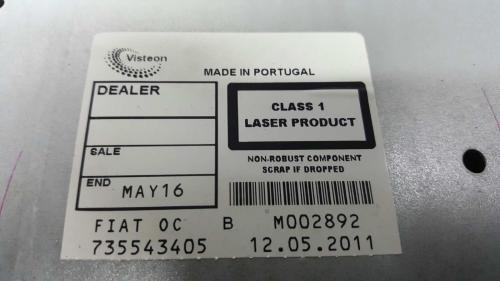 Visteon
MADE IN PORTUGAL
DEALER
CLASS 1
LASER PRODUCT
SALE
NON-ROBUST COMPONENT
SCRAP IF DROPPED
END MAY16
FIAT OC B M002892
735543405 12.05.2011